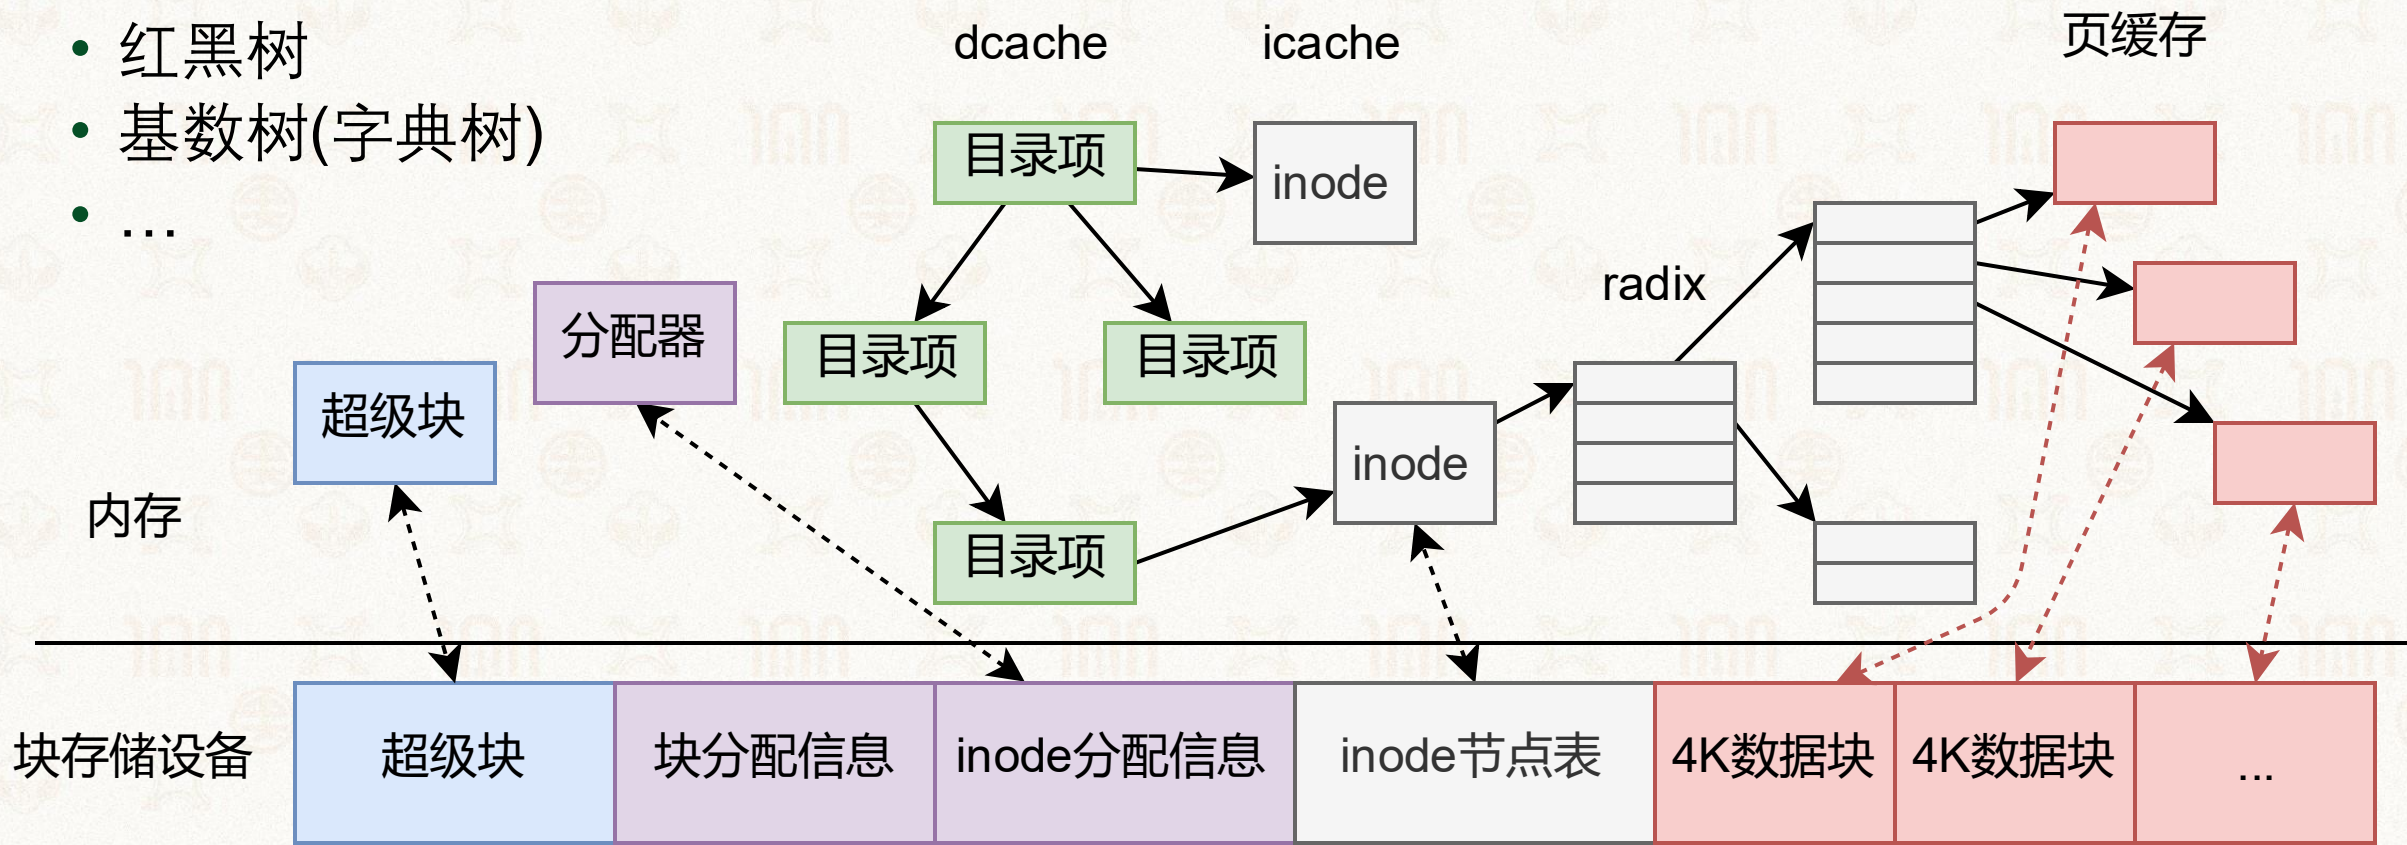 • 红黑树
• 基数树(字典树)
• …
dcache
icache
页缓存
目录项
inode
radix
分配器
目录项
目录项
超级块
inode
内存
目录项
块存储设备
超级块
块分配信息
inode分配信息
inode节点表
4K数据块
4K数据块
...